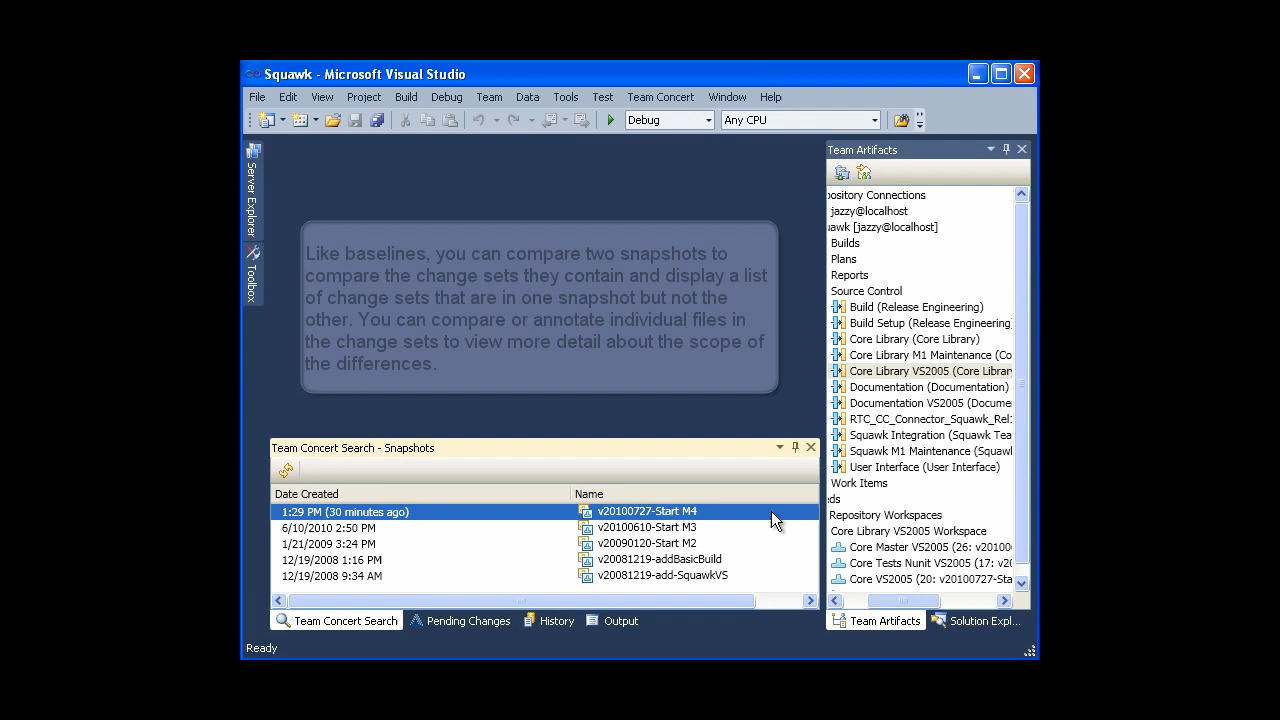 Squawk - Microsoft Visual Studio
File Edit View Project Build Debug Team Data Tools Test Team Concert Window Help
Debug Any CPU
Server Explorer
Toolbox
Like baselines, you can compare two snapshots to
compare the change sets they contain and display a list
of change sets that are in one snapshot but not the
other. You can compare or annotate individual files in
the change sets to view more detail about the scope of
the differences.
Team Concert Search - Snapshots
Date Created Name
1:29 PM (30 minutes ago) v20100727-Start M4
6/10/2010 2:50 PM v20100610-Start M3
1/21/2009 3:24 PM v20090120-Start M2
12/19/2008 1:16 PM v20081219-addBasicBuild
12/19/2008 9:34 AM v20081219-add-SquawkVS
Team Concert Search Pending Changes History Output
Team Artifacts
ository Connections
jazzy@localhost
uawk [jazzy@localhost]
Builds
Plans
Reports
Source Control
Build (Release Engineering)
Build Setup (Release Engineering
Core Library (Core Library)
Core Library M1 Maintenance (Co
Core Library VS2005 (Core Librar
Documentation (Documentation)
Documentation VS2005 (Docume
RTC_CC_Connector_Squawk_Rel
Squawk Integration (Squawk Tea
Squawk M1 Maintenance (Squawl
User Interface (User Interface)
Work Items
ds
Repository Workspaces
Core Library VS2005 Workspace
Core Master VS2005 (26: v20100
Core Tests Nunit VS2005 (17: v20
Core VS2005 (20: v20100727-Sta
Team Artifacts Solution Expl...
Ready